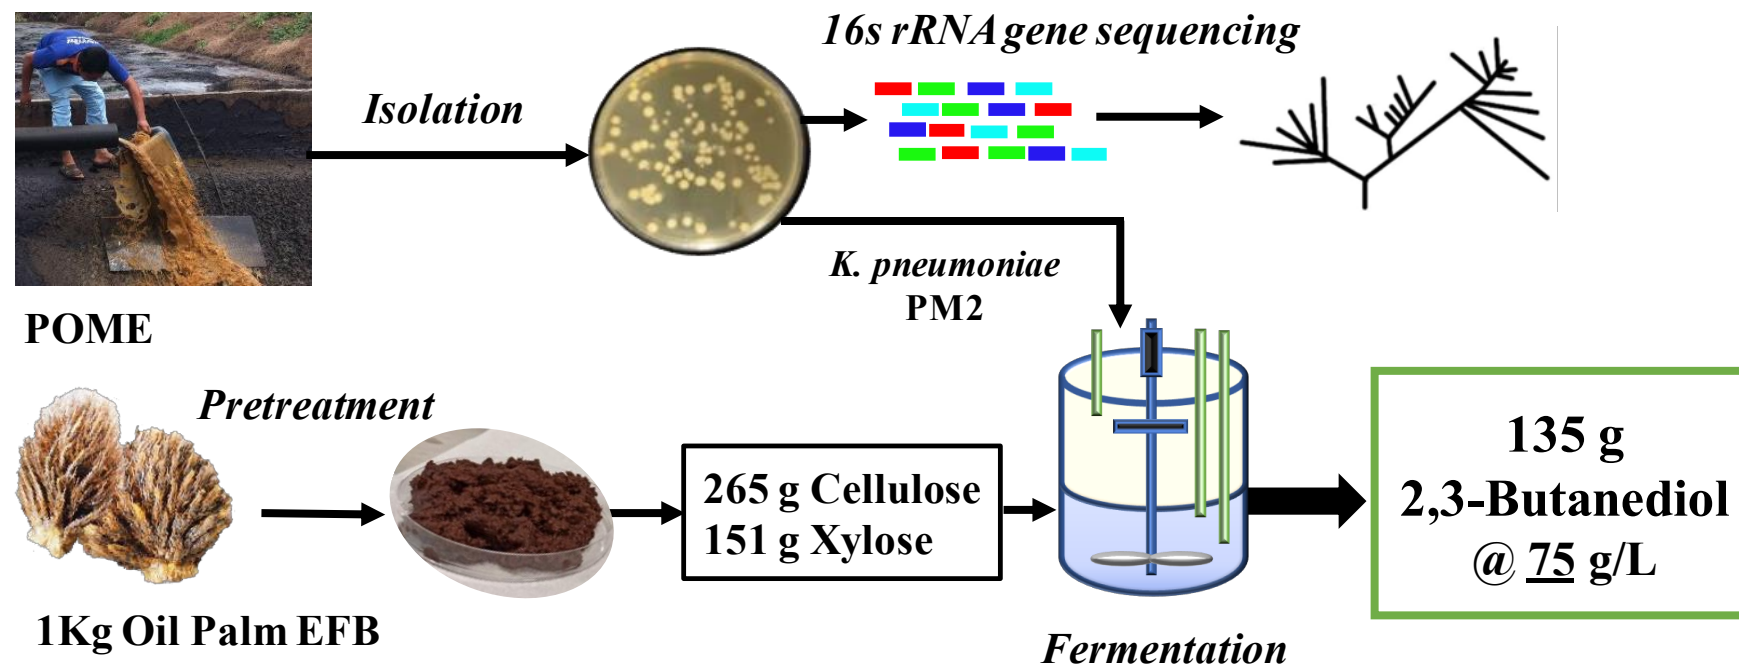 16s rRNA gene sequencing
Isolation
K. pneumoniae
PM2
POME
Pretreatment
265 g Cellulose
151 g Xylose
135 g
2,3-Butanediol
@ 75 g/L
1Kg Oil Palm EFB
Fermentation